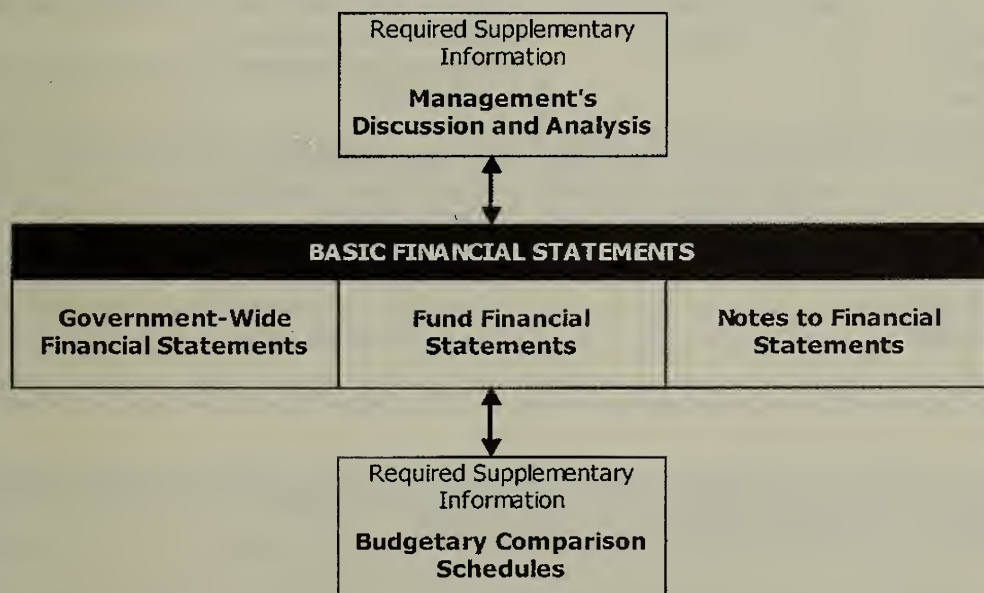 Required Supplementary
Information
Management's
Discussion and Analysis
BASIC FINANCIAL STATEMENTS
Government-Wide
Financial Statements
Fund Financial
Statements
Notes to Financial
Statements
Required Supplementary
Information
Budgetary Comparison
Schedules